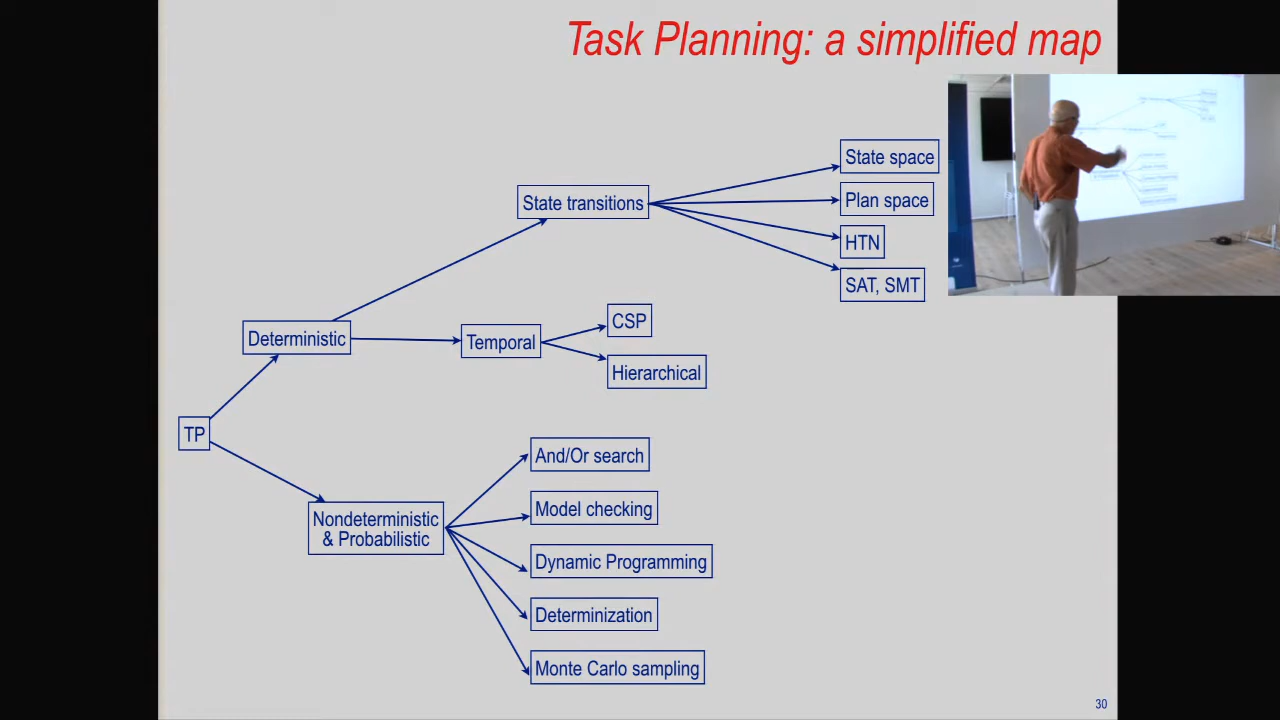 Task Planning: a simplified map
State space
State transitions
Plan space
HTN
SAT, SMT
CSP
Deterministic
Temporal
Hierarchical
TP
And/Or search
Model checking
Nondeterministic
& Probabilistic
Dynamic Programming
Determinization
Monte Carlo sampling
30